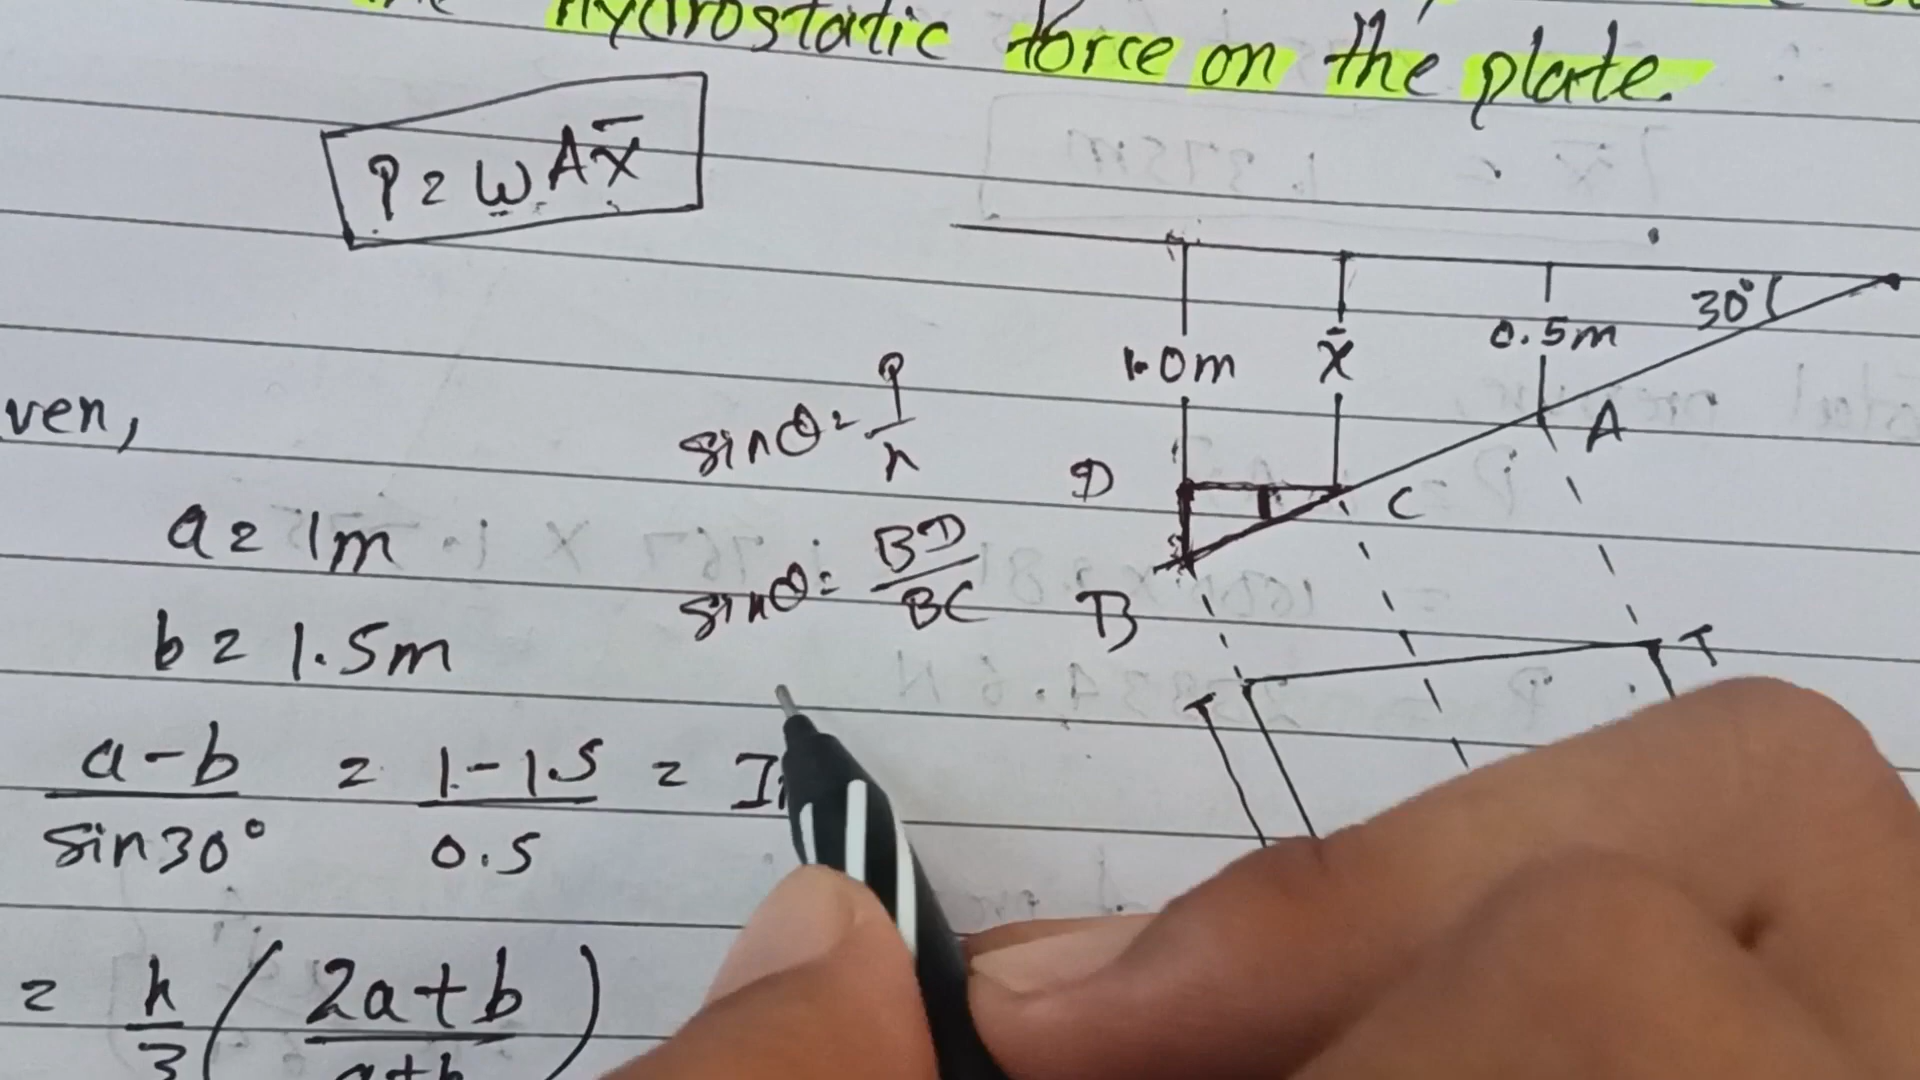 hydrostatic force on the plate.
P = ω A x̄
30°
1.0m x̄ 0.5m
sinθ = P/h
A
ven,
D
C
a = 1m
sinθ = BD/BC
B
b = 1.5m
T
T
a-b/sin30° = 1-1.5/0.5 =
= h/3 (2a+b/a+b)